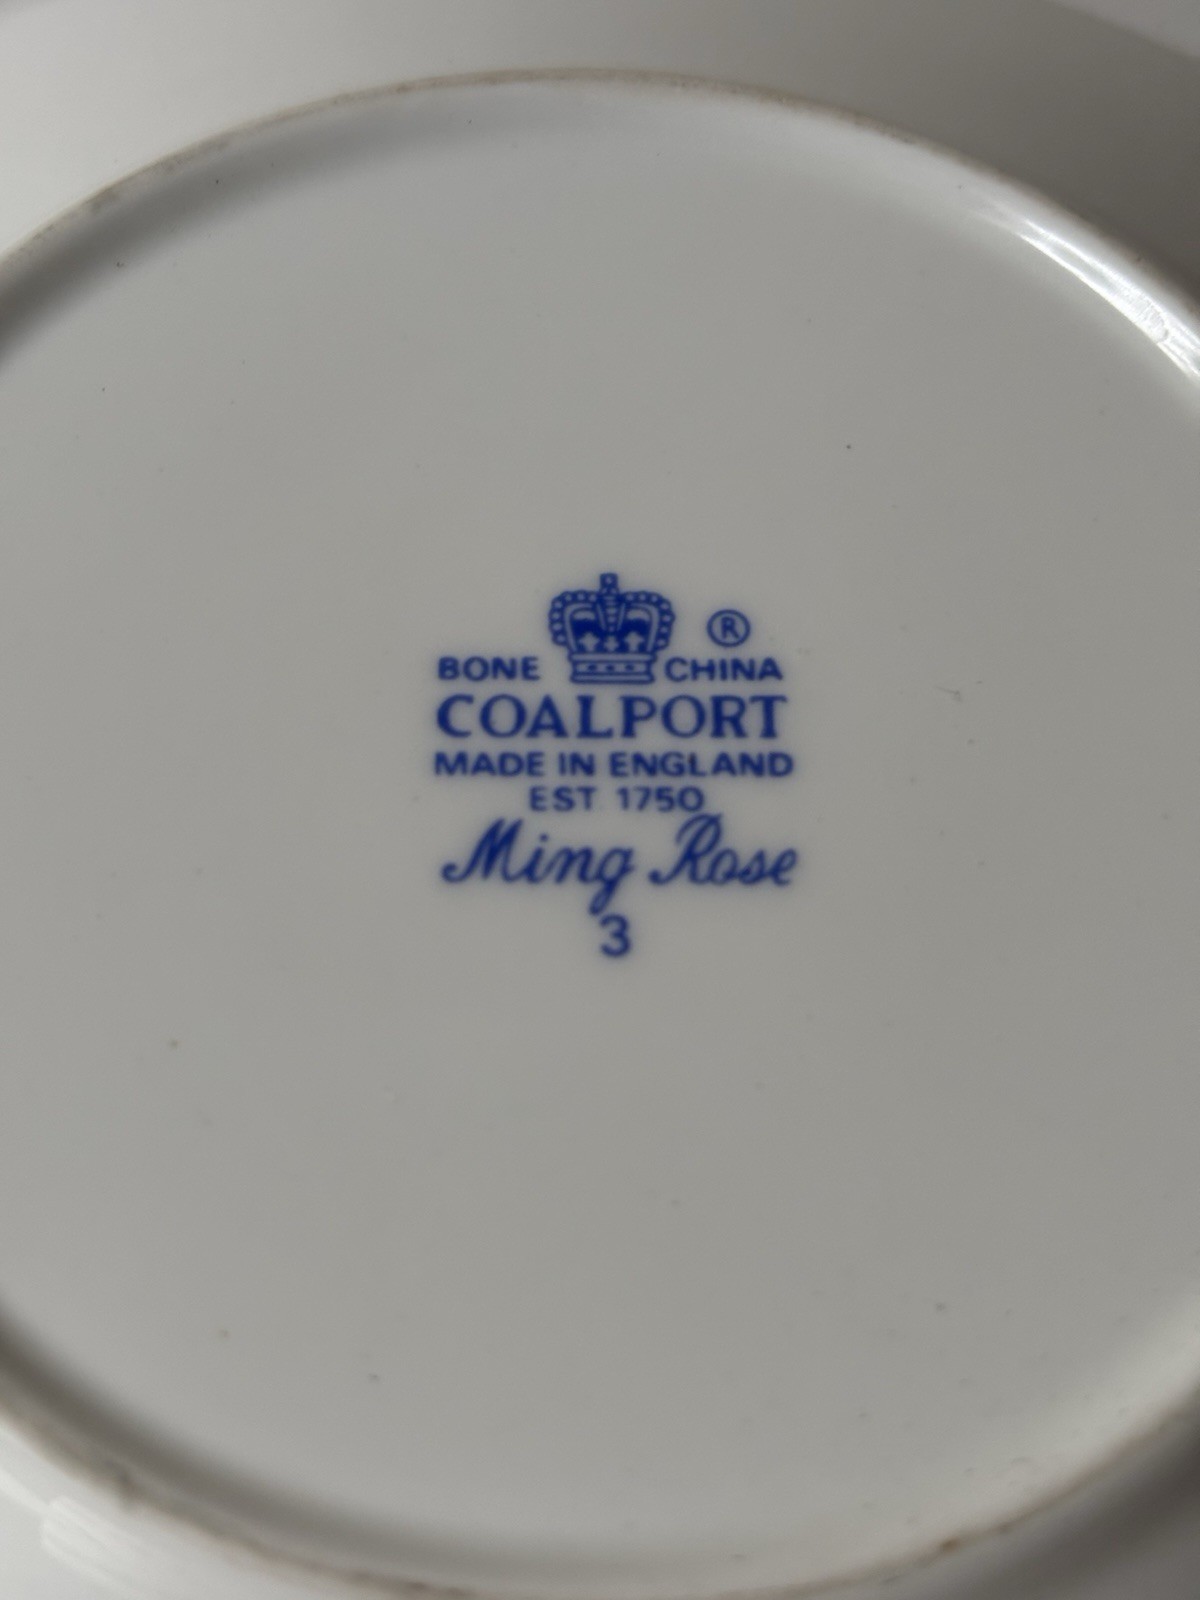 ®
BONE CHINA
COALPORT
MADE IN ENGLAND
EST 1750
Ming Rose
3